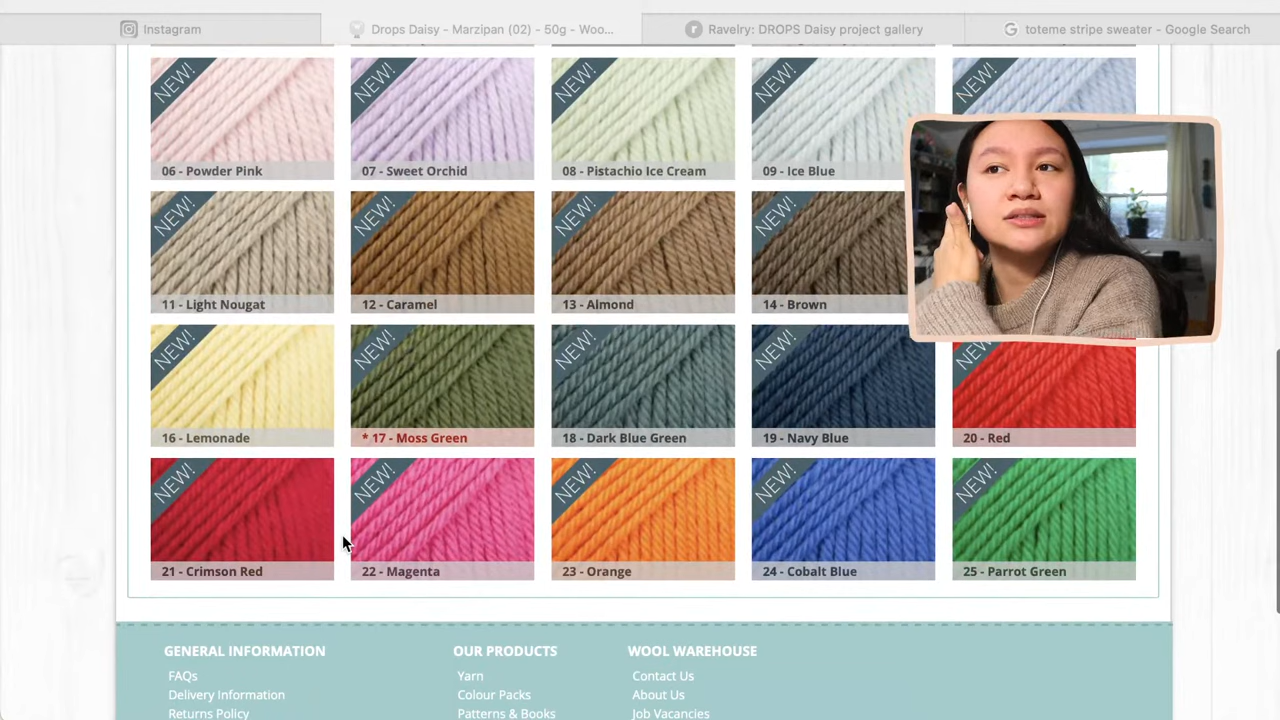 Instagram
Drops Daisy - Marzipan (02) - 50g - Woo...
Ravelry: DROPS Daisy project gallery
toteme stripe sweater - Google Search
NEW! NEW! NEW! NEW! NEW!
06 - Powder Pink
07 - Sweet Orchid
08 - Pistachio Ice Cream
09 - Ice Blue
NEW! NEW! NEW! NEW!
11 - Light Nougat
12 - Caramel
13 - Almond
14 - Brown
NEW! NEW! NEW! NEW! NEW!
16 - Lemonade
* 17 - Moss Green
18 - Dark Blue Green
19 - Navy Blue
20 - Red
NEW! NEW! NEW! NEW! NEW!
21 - Crimson Red
22 - Magenta
23 - Orange
24 - Cobalt Blue
25 - Parrot Green
GENERAL INFORMATION
OUR PRODUCTS
WOOL WAREHOUSE
FAQs
Yarn
Contact Us
Delivery Information
Colour Packs
About Us
Returns Policy
Patterns & Books
Job Vacancies